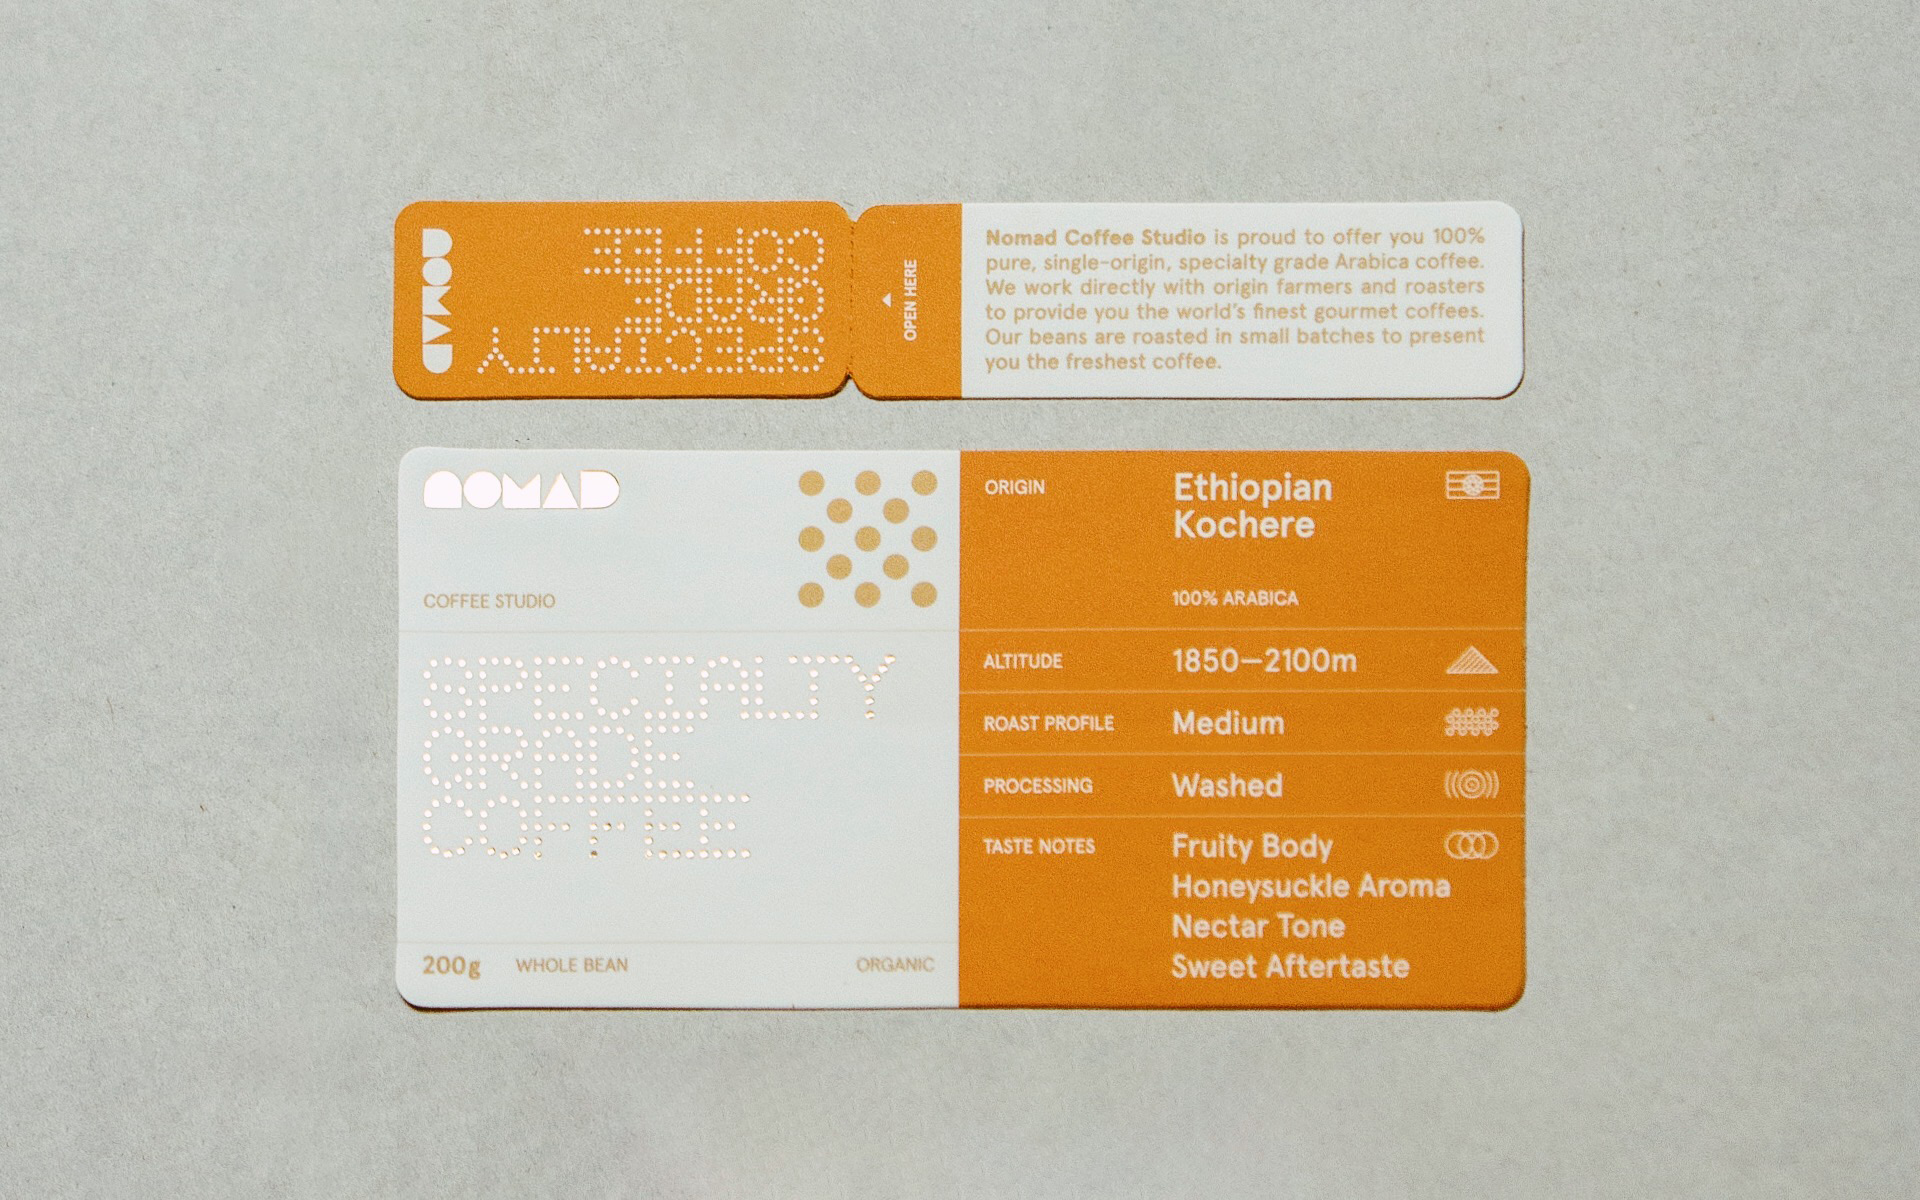 NOMAD
SPECIALTY
GRADE
COFFEE
OPEN HERE
Nomad Coffee Studio is proud to offer you 100%
pure, single-origin, specialty grade Arabica coffee.
We work directly with origin farmers and roasters
to provide you the world's finest gourmet coffees.
Our beans are roasted in small batches to present
you the freshest coffee.
NOMAD
COFFEE STUDIO
SPECIALTY
GRADE
COFFEE
200g WHOLE BEAN ORGANIC
ORIGIN Ethiopian
Kochere
100% ARABICA
ALTITUDE 1850–2100m
ROAST PROFILE Medium
PROCESSING Washed
TASTE NOTES Fruity Body
Honeysuckle Aroma
Nectar Tone
Sweet Aftertaste